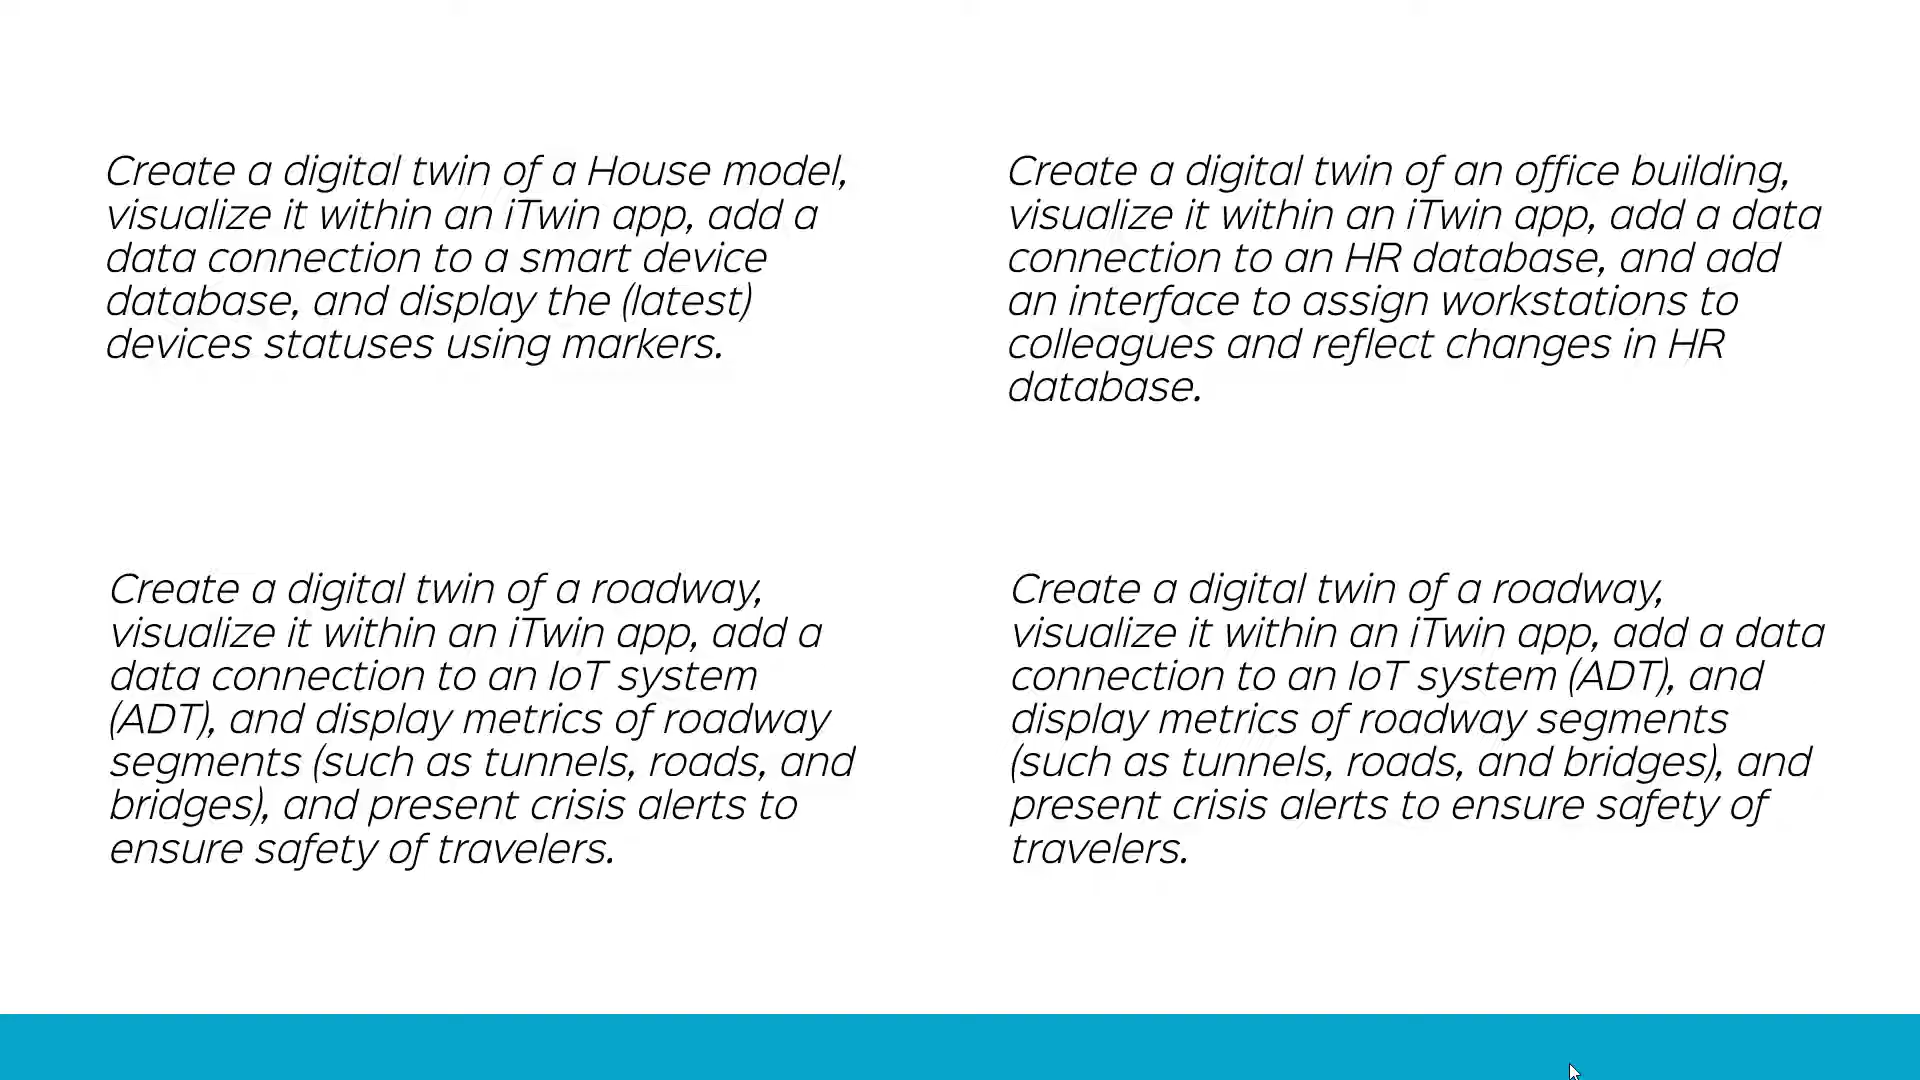 Create a digital twin of a House model,
visualize it within an iTwin app, add a
data connection to a smart device
database, and display the (latest)
devices statuses using markers.
Create a digital twin of an office building,
visualize it within an iTwin app, add a data
connection to an HR database, and add
an interface to assign workstations to
colleagues and reflect changes in HR
database.
Create a digital twin of a roadway,
visualize it within an iTwin app, add a
data connection to an IoT system
(ADT), and display metrics of roadway
segments (such as tunnels, roads, and
bridges), and present crisis alerts to
ensure safety of travelers.
Create a digital twin of a roadway,
visualize it within an iTwin app, add a data
connection to an IoT system (ADT), and
display metrics of roadway segments
(such as tunnels, roads, and bridges), and
present crisis alerts to ensure safety of
travelers.